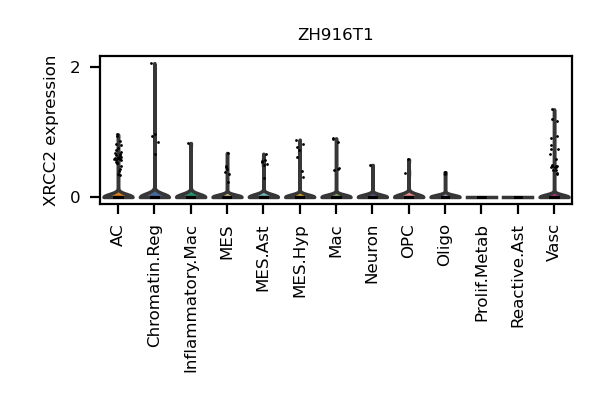 ZH916T1
XRCC2 expression
2
0
AC
Chromatin.Reg
Inflammatory.Mac
MES
MES.Ast
MES.Hyp
Mac
Neuron
OPC
Oligo
Prolif.Metab
Reactive.Ast
Vasc